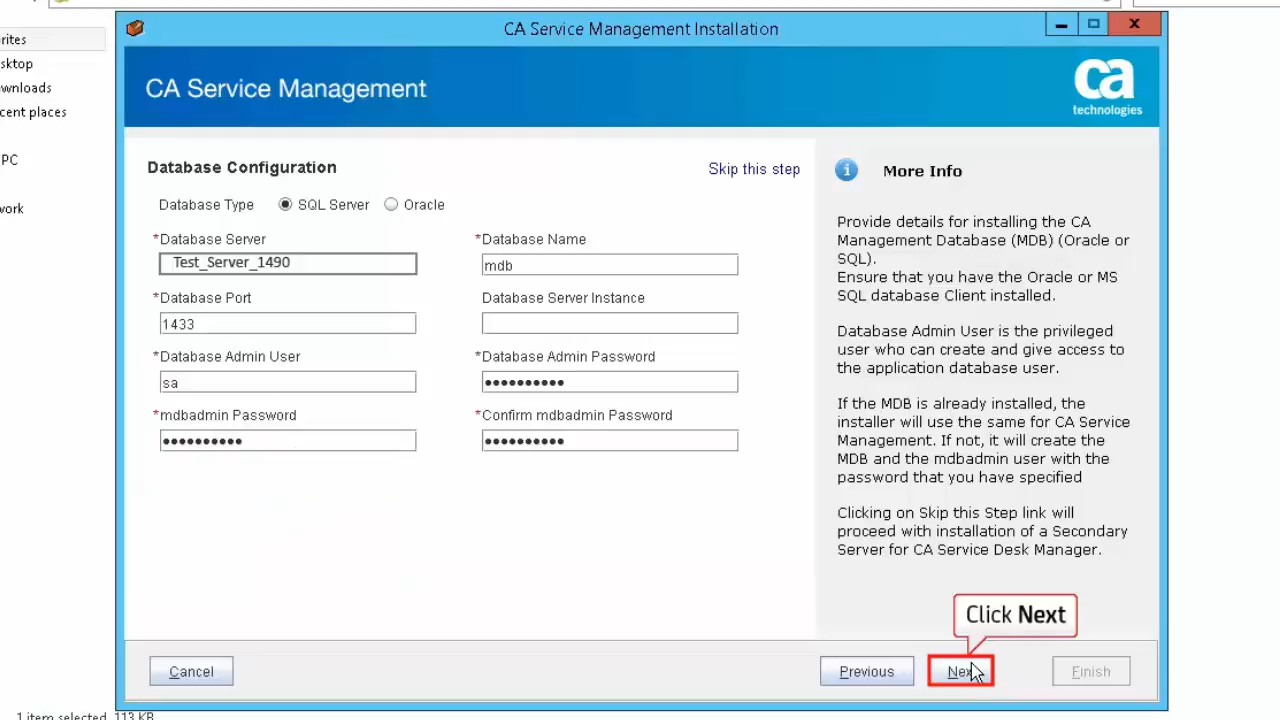 CA Service Management Installation
rites
sktop
wnloads
cent places
PC
work
CA Service Management
ca
technologies
Database Configuration
Skip this step
Database Type SQL Server Oracle
*Database Server
Test_Server_1490
*Database Name
mdb
*Database Port
1433
Database Server Instance
*Database Admin User
sa
*Database Admin Password
••••••••••
*mdbadmin Password
••••••••••
*Confirm mdbadmin Password
••••••••••
i More Info
Provide details for installing the CA
Management Database (MDB) (Oracle or
SQL).
Ensure that you have the Oracle or MS
SQL database Client installed.
Database Admin User is the privileged
user who can create and give access to
the application database user.
If the MDB is already installed, the
installer will use the same for CA Service
Management. If not, it will create the
MDB and the mdbadmin user with the
password that you have specified
Clicking on Skip this Step link will
proceed with installation of a Secondary
Server for CA Service Desk Manager.
Click Next
Cancel
Previous
Nex
Finish
1 item selected 113 KB